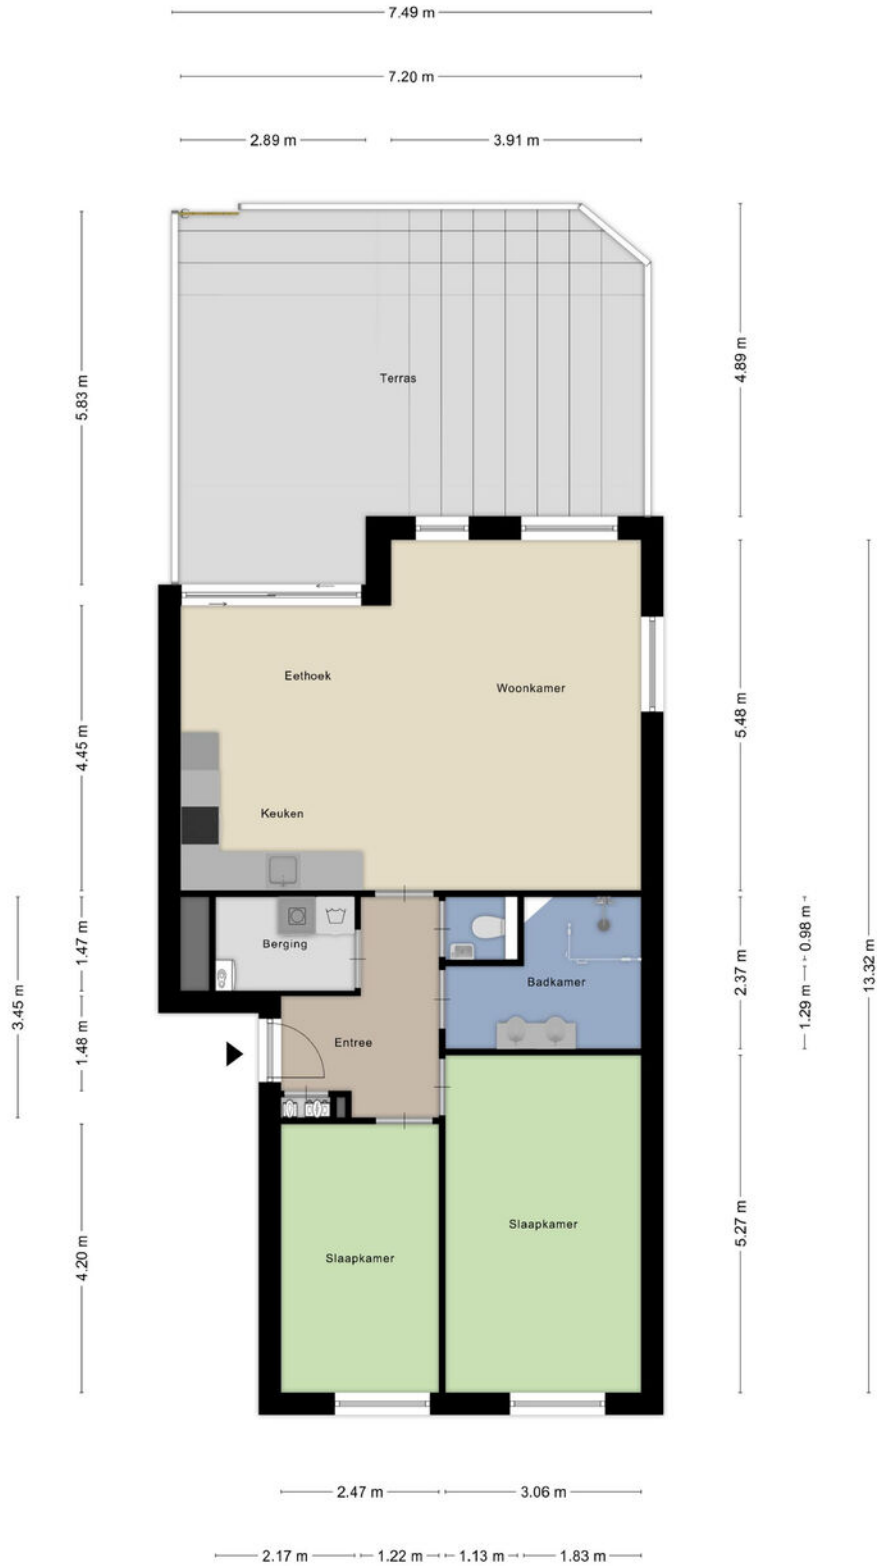 7.49 m
7.20 m
2.89 m
3.91 m
5.83 m
4.89 m
Terras
Eethoek
Woonkamer
4.45 m
5.48 m
Keuken
Berging
Badkamer
Entree
3.45 m
1.47 m
1.48 m
2.37 m
0.98 m
1.29 m
13.32 m
Slaapkamer
Slaapkamer
4.20 m
5.27 m
2.47 m
3.06 m
2.17 m
1.22 m
1.13 m
1.83 m